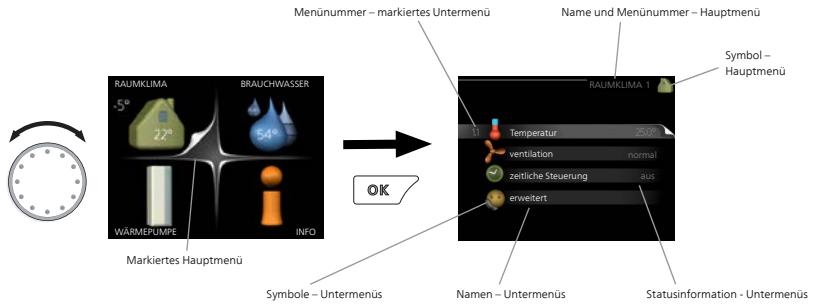 Menünummer – markiertes Untermenü
Name und Menünummer – Hauptmenü
Symbol –
Hauptmenü
RAUMKLIMA
BRAUCHWASSER
-5°
22°
54°
WÄRMEPUMPE
INFO
Markiertes Hauptmenü
OK
RAUMKLIMA 1
1.1
Temperatur
25.0°
ventilation
normal
zeitliche Steuerung
aus
erweitert
Symbole – Untermenüs
Namen – Untermenüs
Statusinformation - Untermenüs